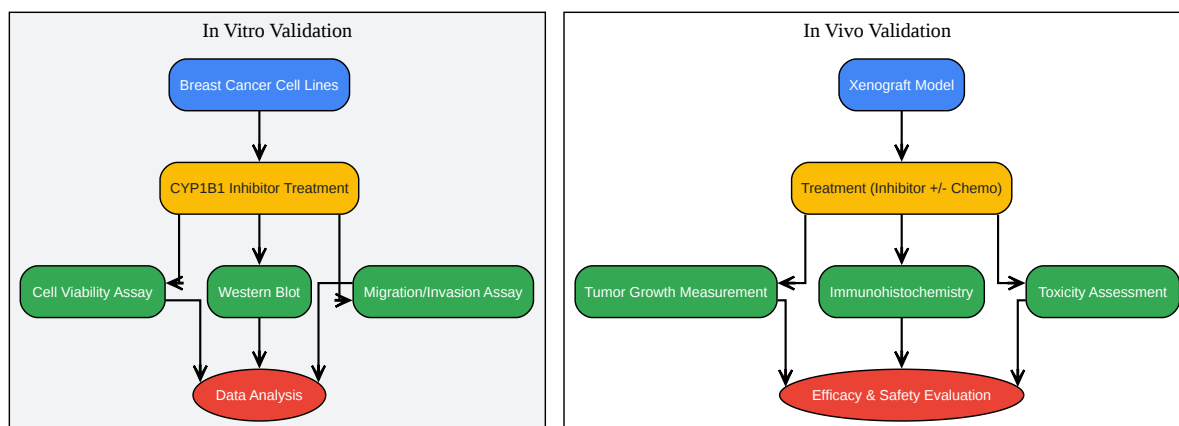 In Vitro Validation
Breast Cancer Cell Lines
CYP1B1 Inhibitor Treatment
Cell Viability Assay
Western Blot
Migration/Invasion Assay
Data Analysis
In Vivo Validation
Xenograft Model
Treatment (Inhibitor +/- Chemo)
Tumor Growth Measurement
Immunohistochemistry
Toxicity Assessment
Efficacy & Safety Evaluation